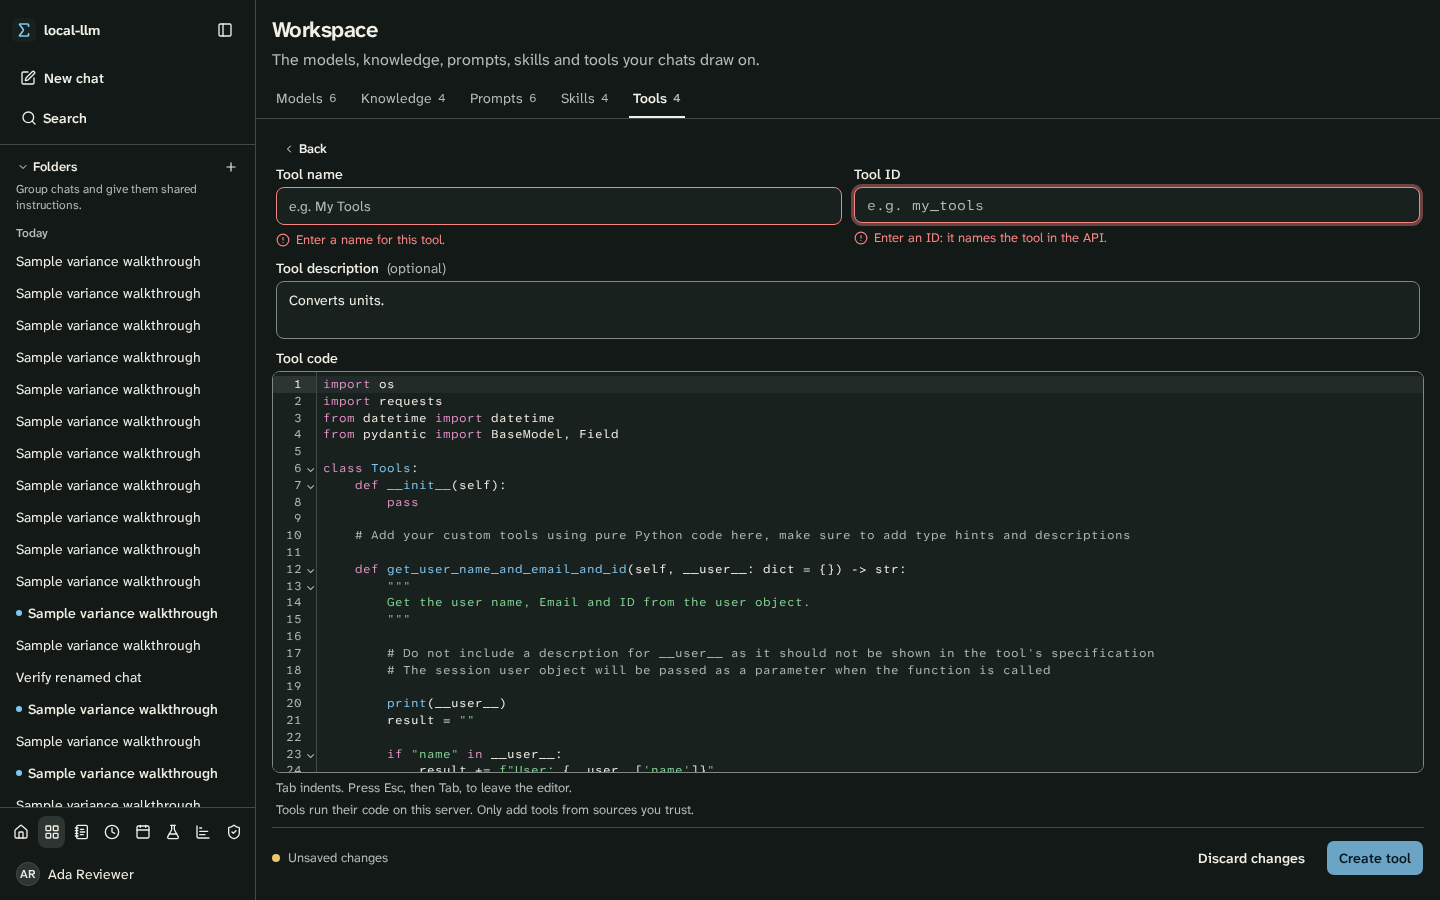 local-llm
New chat
Search
Folders
Group chats and give them shared
instructions.
Today
Sample variance walkthrough
Sample variance walkthrough
Sample variance walkthrough
Sample variance walkthrough
Sample variance walkthrough
Sample variance walkthrough
Sample variance walkthrough
Sample variance walkthrough
Sample variance walkthrough
Sample variance walkthrough
Sample variance walkthrough
Sample variance walkthrough
Sample variance walkthrough
Verify renamed chat
Sample variance walkthrough
Sample variance walkthrough
Sample variance walkthrough
Sample variance walkthrough
AR Ada Reviewer
Workspace
The models, knowledge, prompts, skills and tools your chats draw on.
Models 6 Knowledge 4 Prompts 6 Skills 4 Tools 4
Back
Tool name
e.g. My Tools
Enter a name for this tool.
Tool ID
e.g. my_tools
Enter an ID: it names the tool in the API.
Tool description (optional)
Converts units.
Tool code
1 import os
2 import requests
3 from datetime import datetime
4 from pydantic import BaseModel, Field
5
6 class Tools:
7     def __init__(self):
8         pass
9
10     # Add your custom tools using pure Python code here, make sure to add type hints and descriptions
11
12     def get_user_name_and_email_and_id(self, __user__: dict = {}) -> str:
13         """
14         Get the user name, Email and ID from the user object.
15         """
16
17         # Do not include a descrption for __user__ as it should not be shown in the tool's specification
18         # The session user object will be passed as a parameter when the function is called
19
20         print(__user__)
21         result = ""
22
23         if "name" in __user__:
24             result += f"User: {__user__['name']}"
Tab indents. Press Esc, then Tab, to leave the editor.
Tools run their code on this server. Only add tools from sources you trust.
Unsaved changes
Discard changes
Create tool